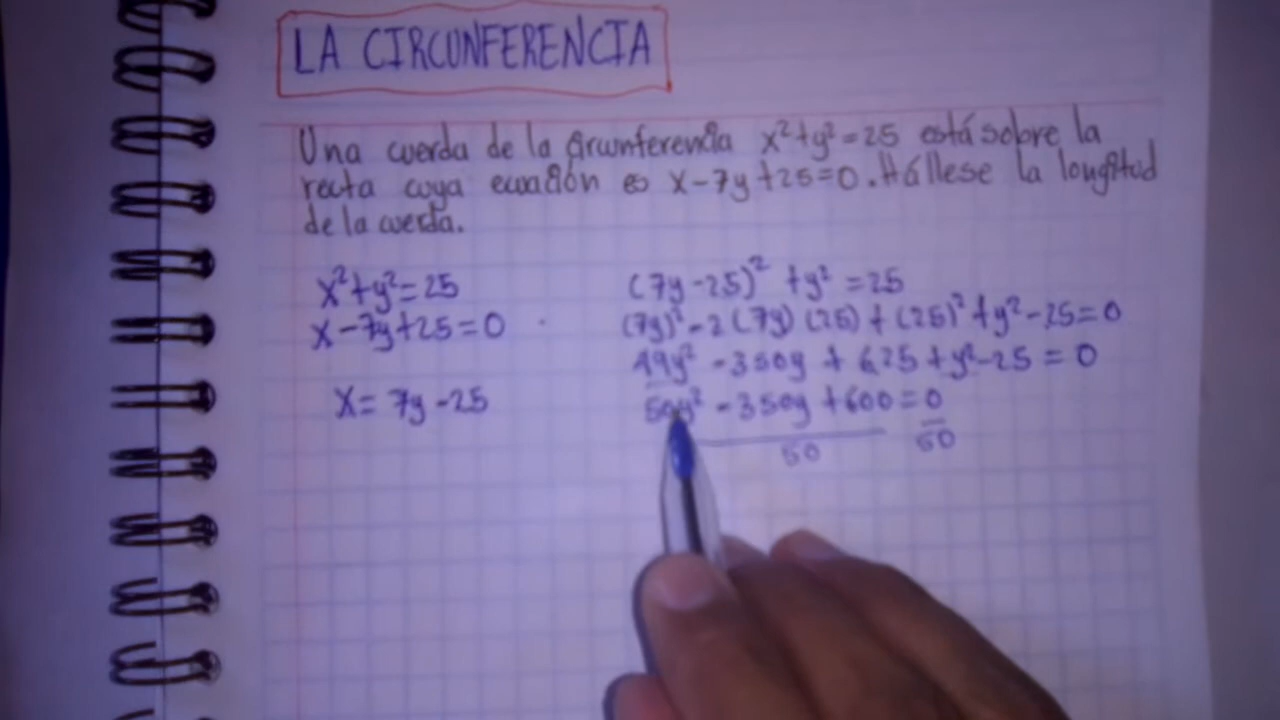 LA CIRCUNFERENCIA
Una cuerda de la circunferencia x²+y²=25 está sobre la
recta cuya ecuación es x-7y+25=0. Hállese la longitud
de la cuerda.
x²+y²=25
x-7y+25=0
x=7y-25
(7y-25)²+y²=25
(7y)²-2(7y)(25)+(25)²+y²-25=0
49y²-350y+625+y²-25=0
50y²-350y+600=0
50 50